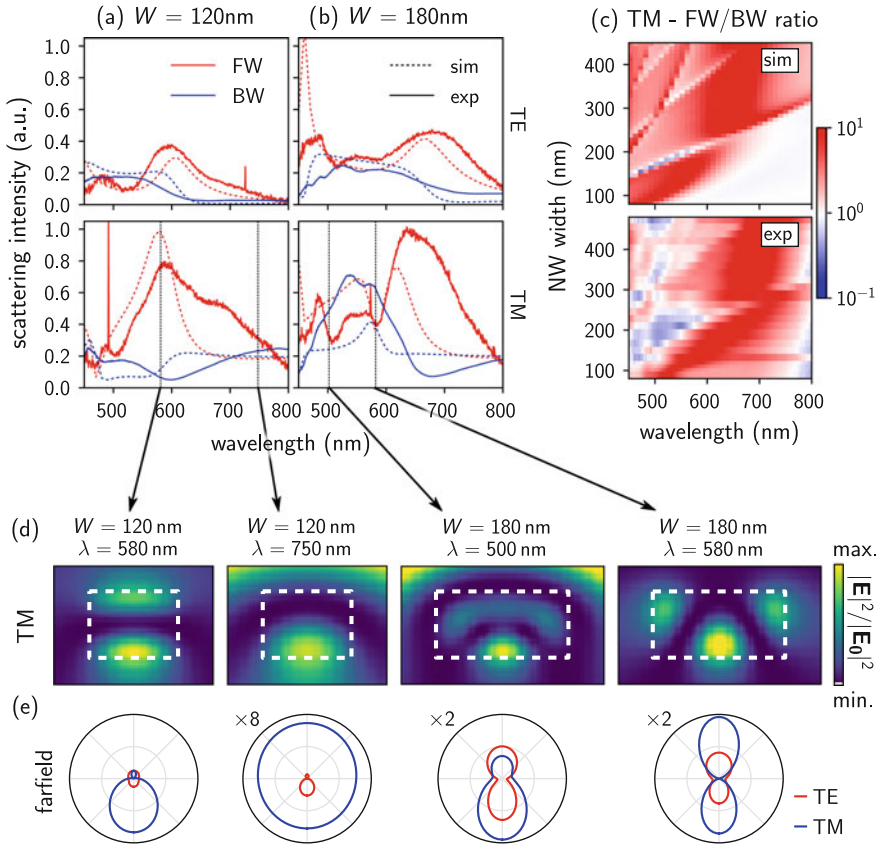 (a) W = 120nm (b) W = 180nm (c) TM - FW/BW ratio
1.0
0.8
0.6
0.4
0.2
0.0
FW
BW
sim
exp
TE
1.0
0.8
0.6
0.4
0.2
0.0
TM
scattering intensity (a.u.)
500 600 700 800 500 600 700 800
wavelength (nm)
sim
400
300
200
100
exp
400
300
200
100
NW width (nm)
500 600 700 800
wavelength (nm)
10¹
10⁰
10⁻¹
(d)
W = 120 nm
λ = 580 nm
W = 120 nm
λ = 750 nm
W = 180 nm
λ = 500 nm
W = 180 nm
λ = 580 nm
TM
max.
|E|²/|E₀|²
min.
(e)
farfield
×8
×2
×2
TE
TM